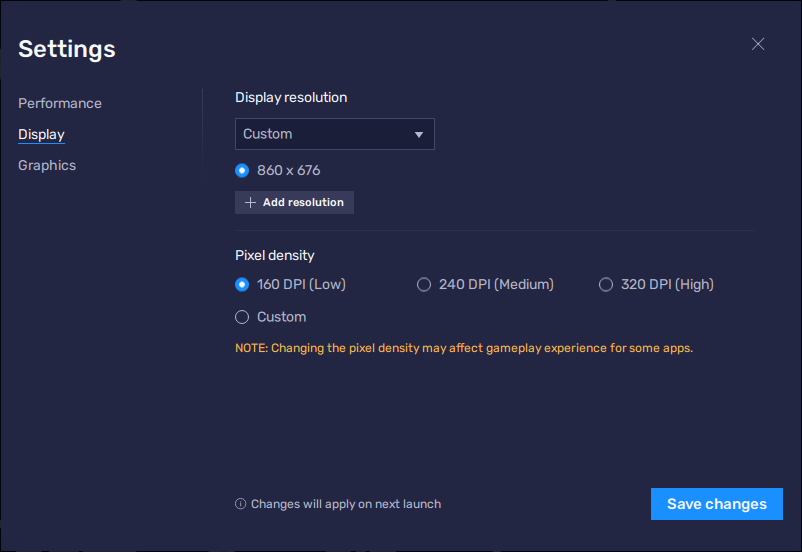 Settings
Performance
Display
Graphics
Display resolution
Custom
860 x 676
Add resolution
Pixel density
160 DPI (Low)
240 DPI (Medium)
320 DPI (High)
Custom
NOTE: Changing the pixel density may affect gameplay experience for some apps.
Changes will apply on next launch
Save changes